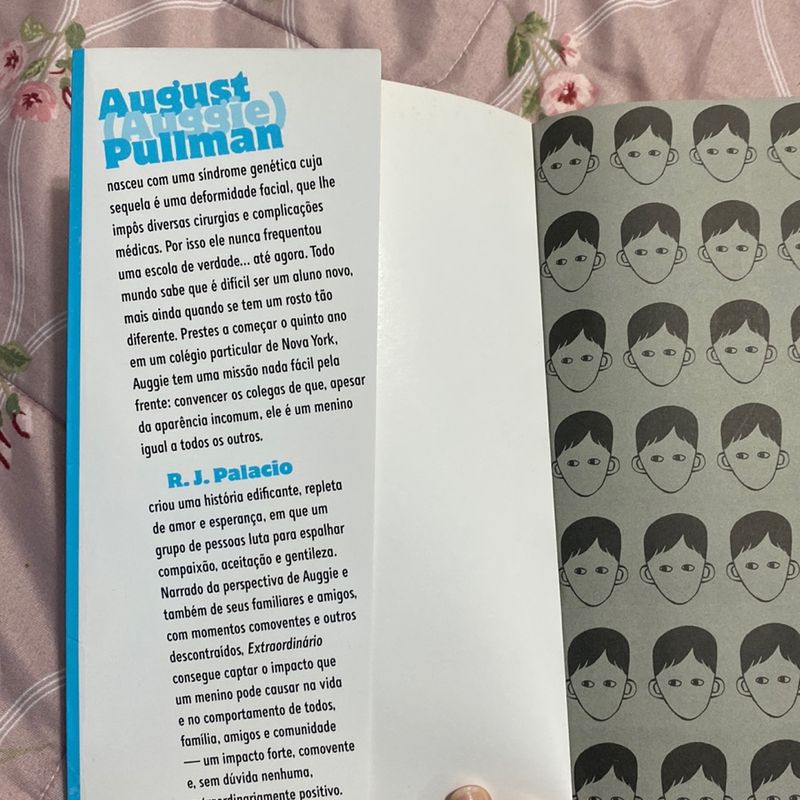 August
(Auggie)
Pullman
nasceu com uma síndrome genética cuja
sequela é uma deformidade facial, que lhe
impôs diversas cirurgias e complicações
médicas. Por isso ele nunca frequentou
uma escola de verdade... até agora. Todo
mundo sabe que é difícil ser um aluno novo,
mais ainda quando se tem um rosto tão
diferente. Prestes a começar o quinto ano
em um colégio particular de Nova York,
Auggie tem uma missão nada fácil pela
frente: convencer os colegas de que, apesar
da aparência incomum, ele é um menino
igual a todos os outros.
R. J. Palacio
criou uma história edificante, repleta
de amor e esperança, em que um
grupo de pessoas luta para espalhar
compaixão, aceitação e gentileza.
Narrado da perspectiva de Auggie e
também de seus familiares e amigos,
com momentos comoventes e outros
descontraídos, Extraordinário
consegue captar o impacto que
um menino pode causar na vida
e no comportamento de todos,
família, amigos e comunidade
— um impacto forte, comovente
e, sem dúvida nenhuma,
positivo.